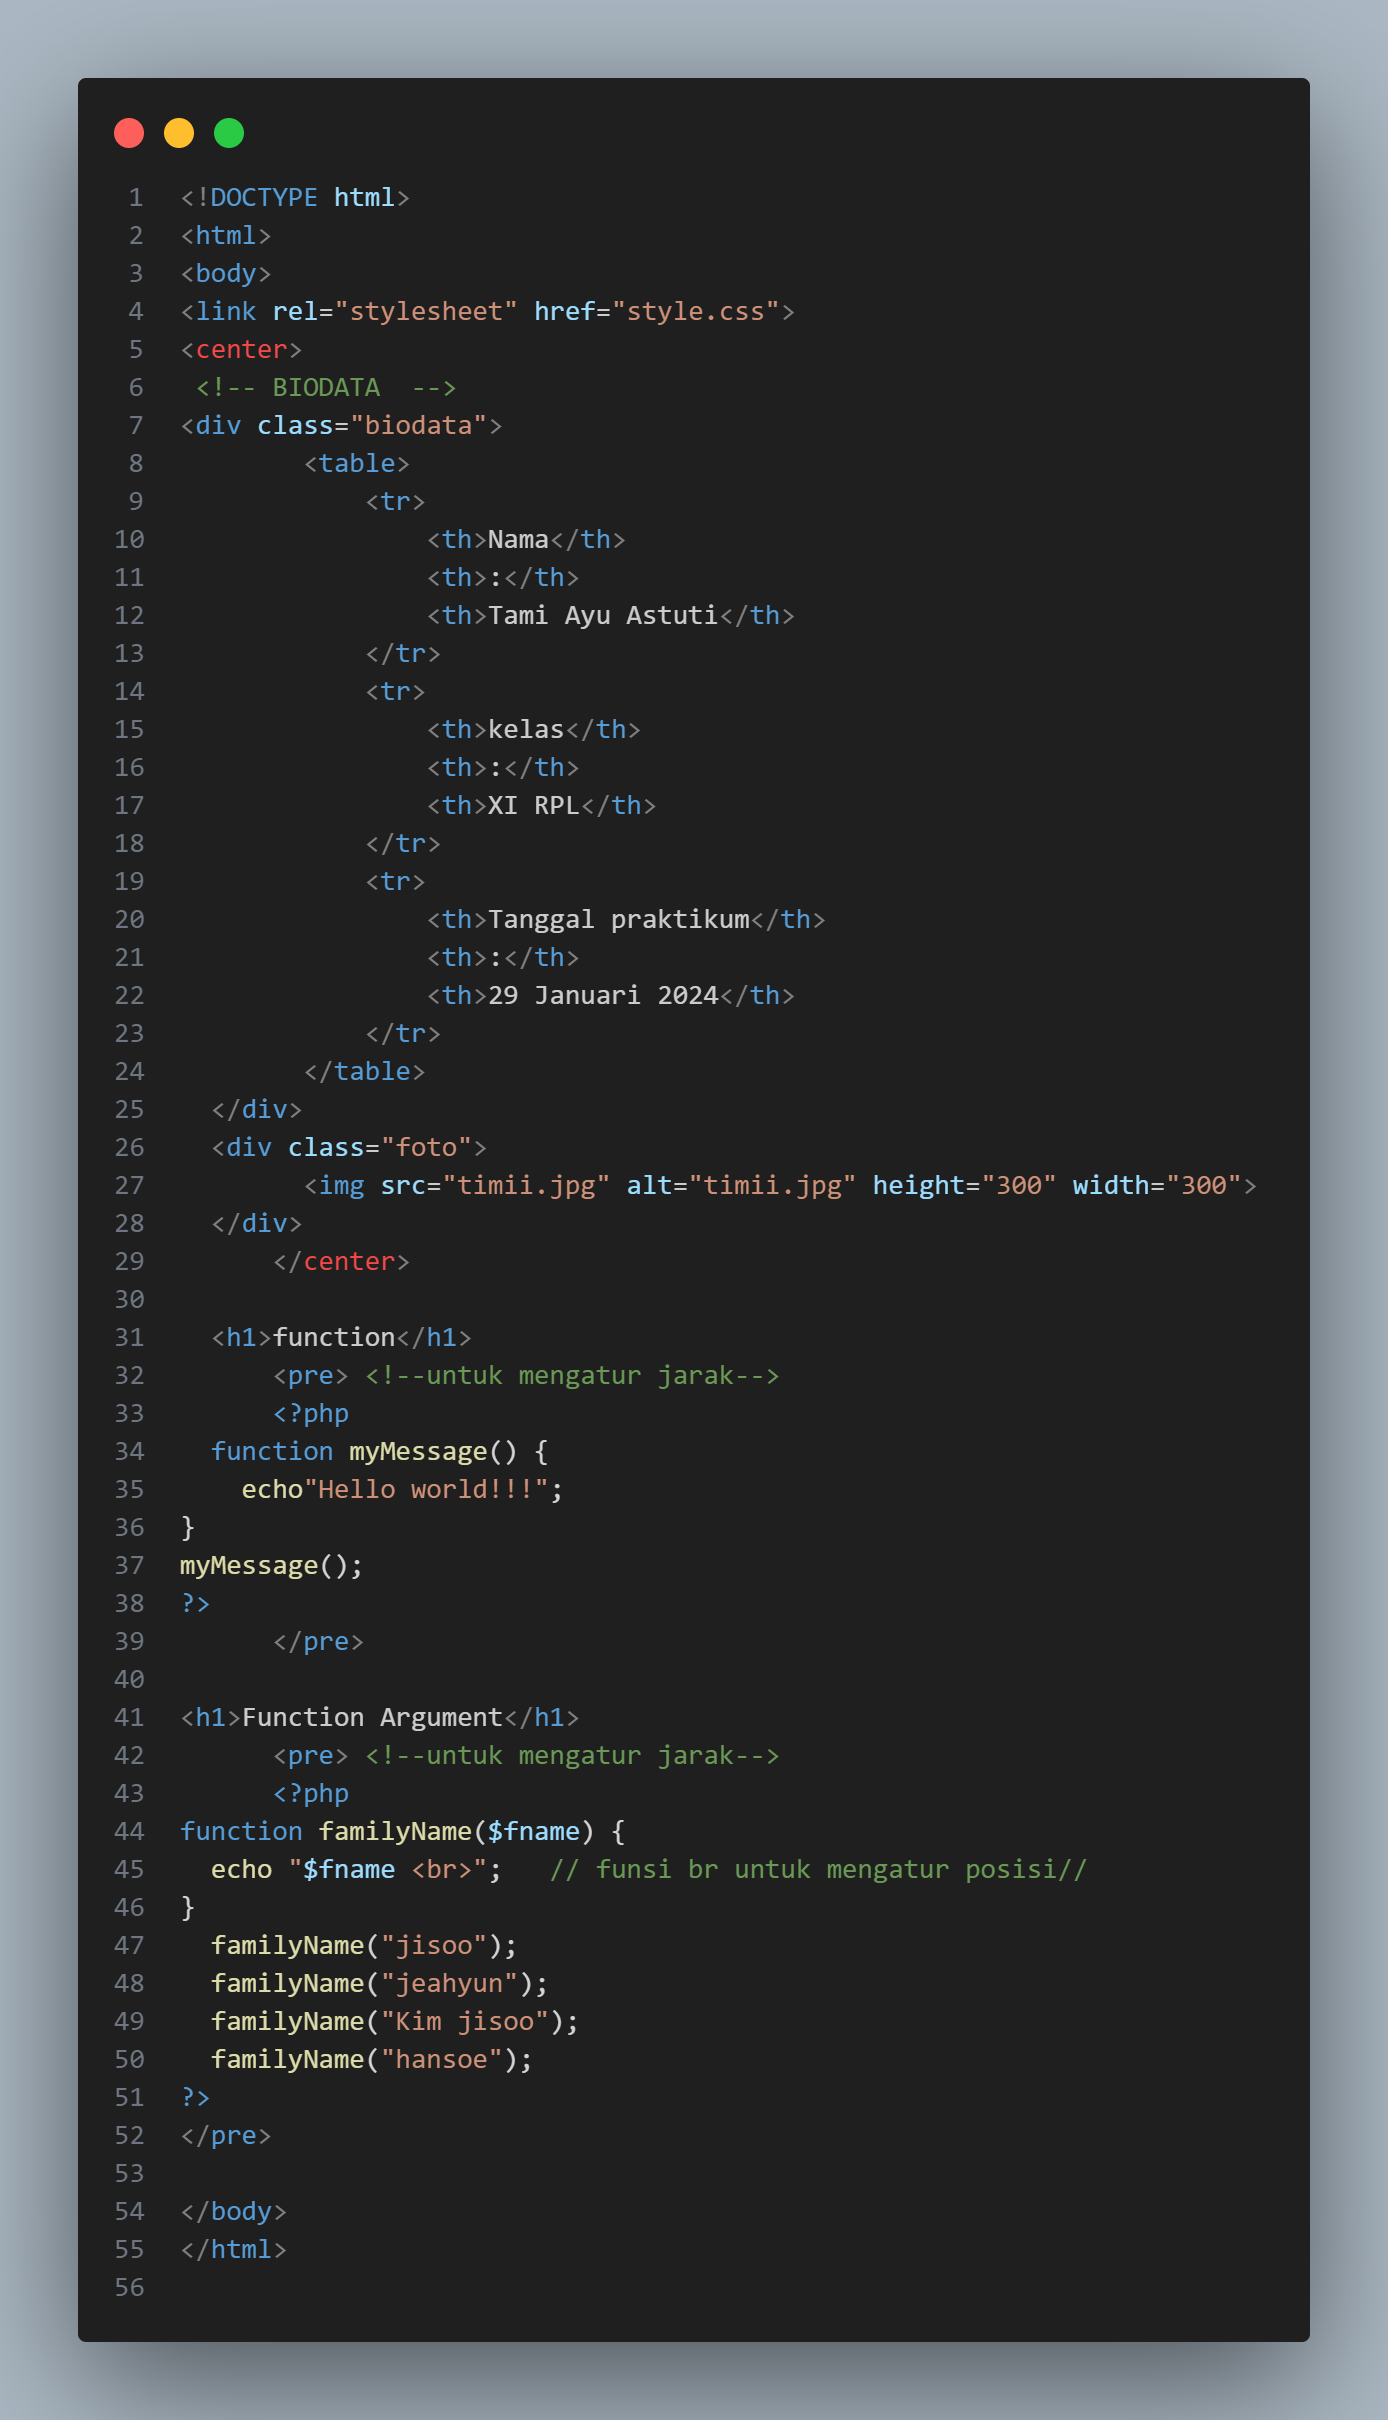 1 <!DOCTYPE html>
2 <html>
3 <body>
4 <link rel="stylesheet" href="style.css">
5 <center>
6  <!-- BIODATA  -->
7 <div class="biodata">
8         <table>
9             <tr>
10                 <th>Nama</th>
11                 <th>:</th>
12                 <th>Tami Ayu Astuti</th>
13             </tr>
14             <tr>
15                 <th>kelas</th>
16                 <th>:</th>
17                 <th>XI RPL</th>
18             </tr>
19             <tr>
20                 <th>Tanggal praktikum</th>
21                 <th>:</th>
22                 <th>29 Januari 2024</th>
23             </tr>
24         </table>
25   </div>
26   <div class="foto">
27         <img src="timii.jpg" alt="timii.jpg" height="300" width="300">
28   </div>
29       </center>
30
31   <h1>function</h1>
32       <pre> <!--untuk mengatur jarak-->
33       <?php
34   function myMessage() {
35     echo"Hello world!!!";
36 }
37 myMessage();
38 ?>
39       </pre>
40
41 <h1>Function Argument</h1>
42       <pre> <!--untuk mengatur jarak-->
43       <?php
44 function familyName($fname) {
45   echo "$fname <br>";   // funsi br untuk mengatur posisi//
46 }
47   familyName("jisoo");
48   familyName("jeahyun");
49   familyName("Kim jisoo");
50   familyName("hansoe");
51 ?>
52 </pre>
53
54 </body>
55 </html>
56